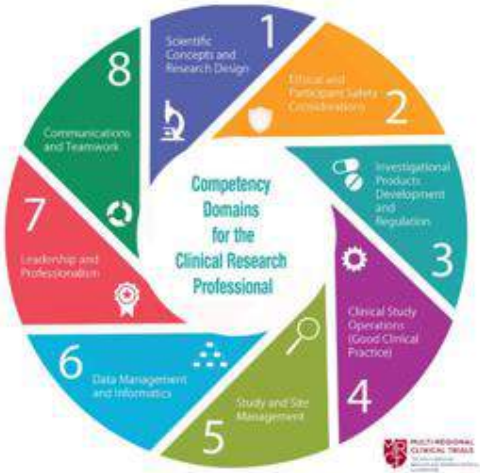 Competency
Domains
for the
Clinical Research
Professional
1
Scientific
Concepts and
Research Design
2
Ethical and
Participant Safety
Considerations
3
Investigational
Products
Development
and
Regulation
4
Clinical Study
Operations
(Good Clinical
Practice)
5
Study and Site
Management
6
Data Management
and Informatics
7
Leadership and
Professionalism
8
Communications
and Teamwork
MULTI-REGIONAL
CLINICAL TRIALS